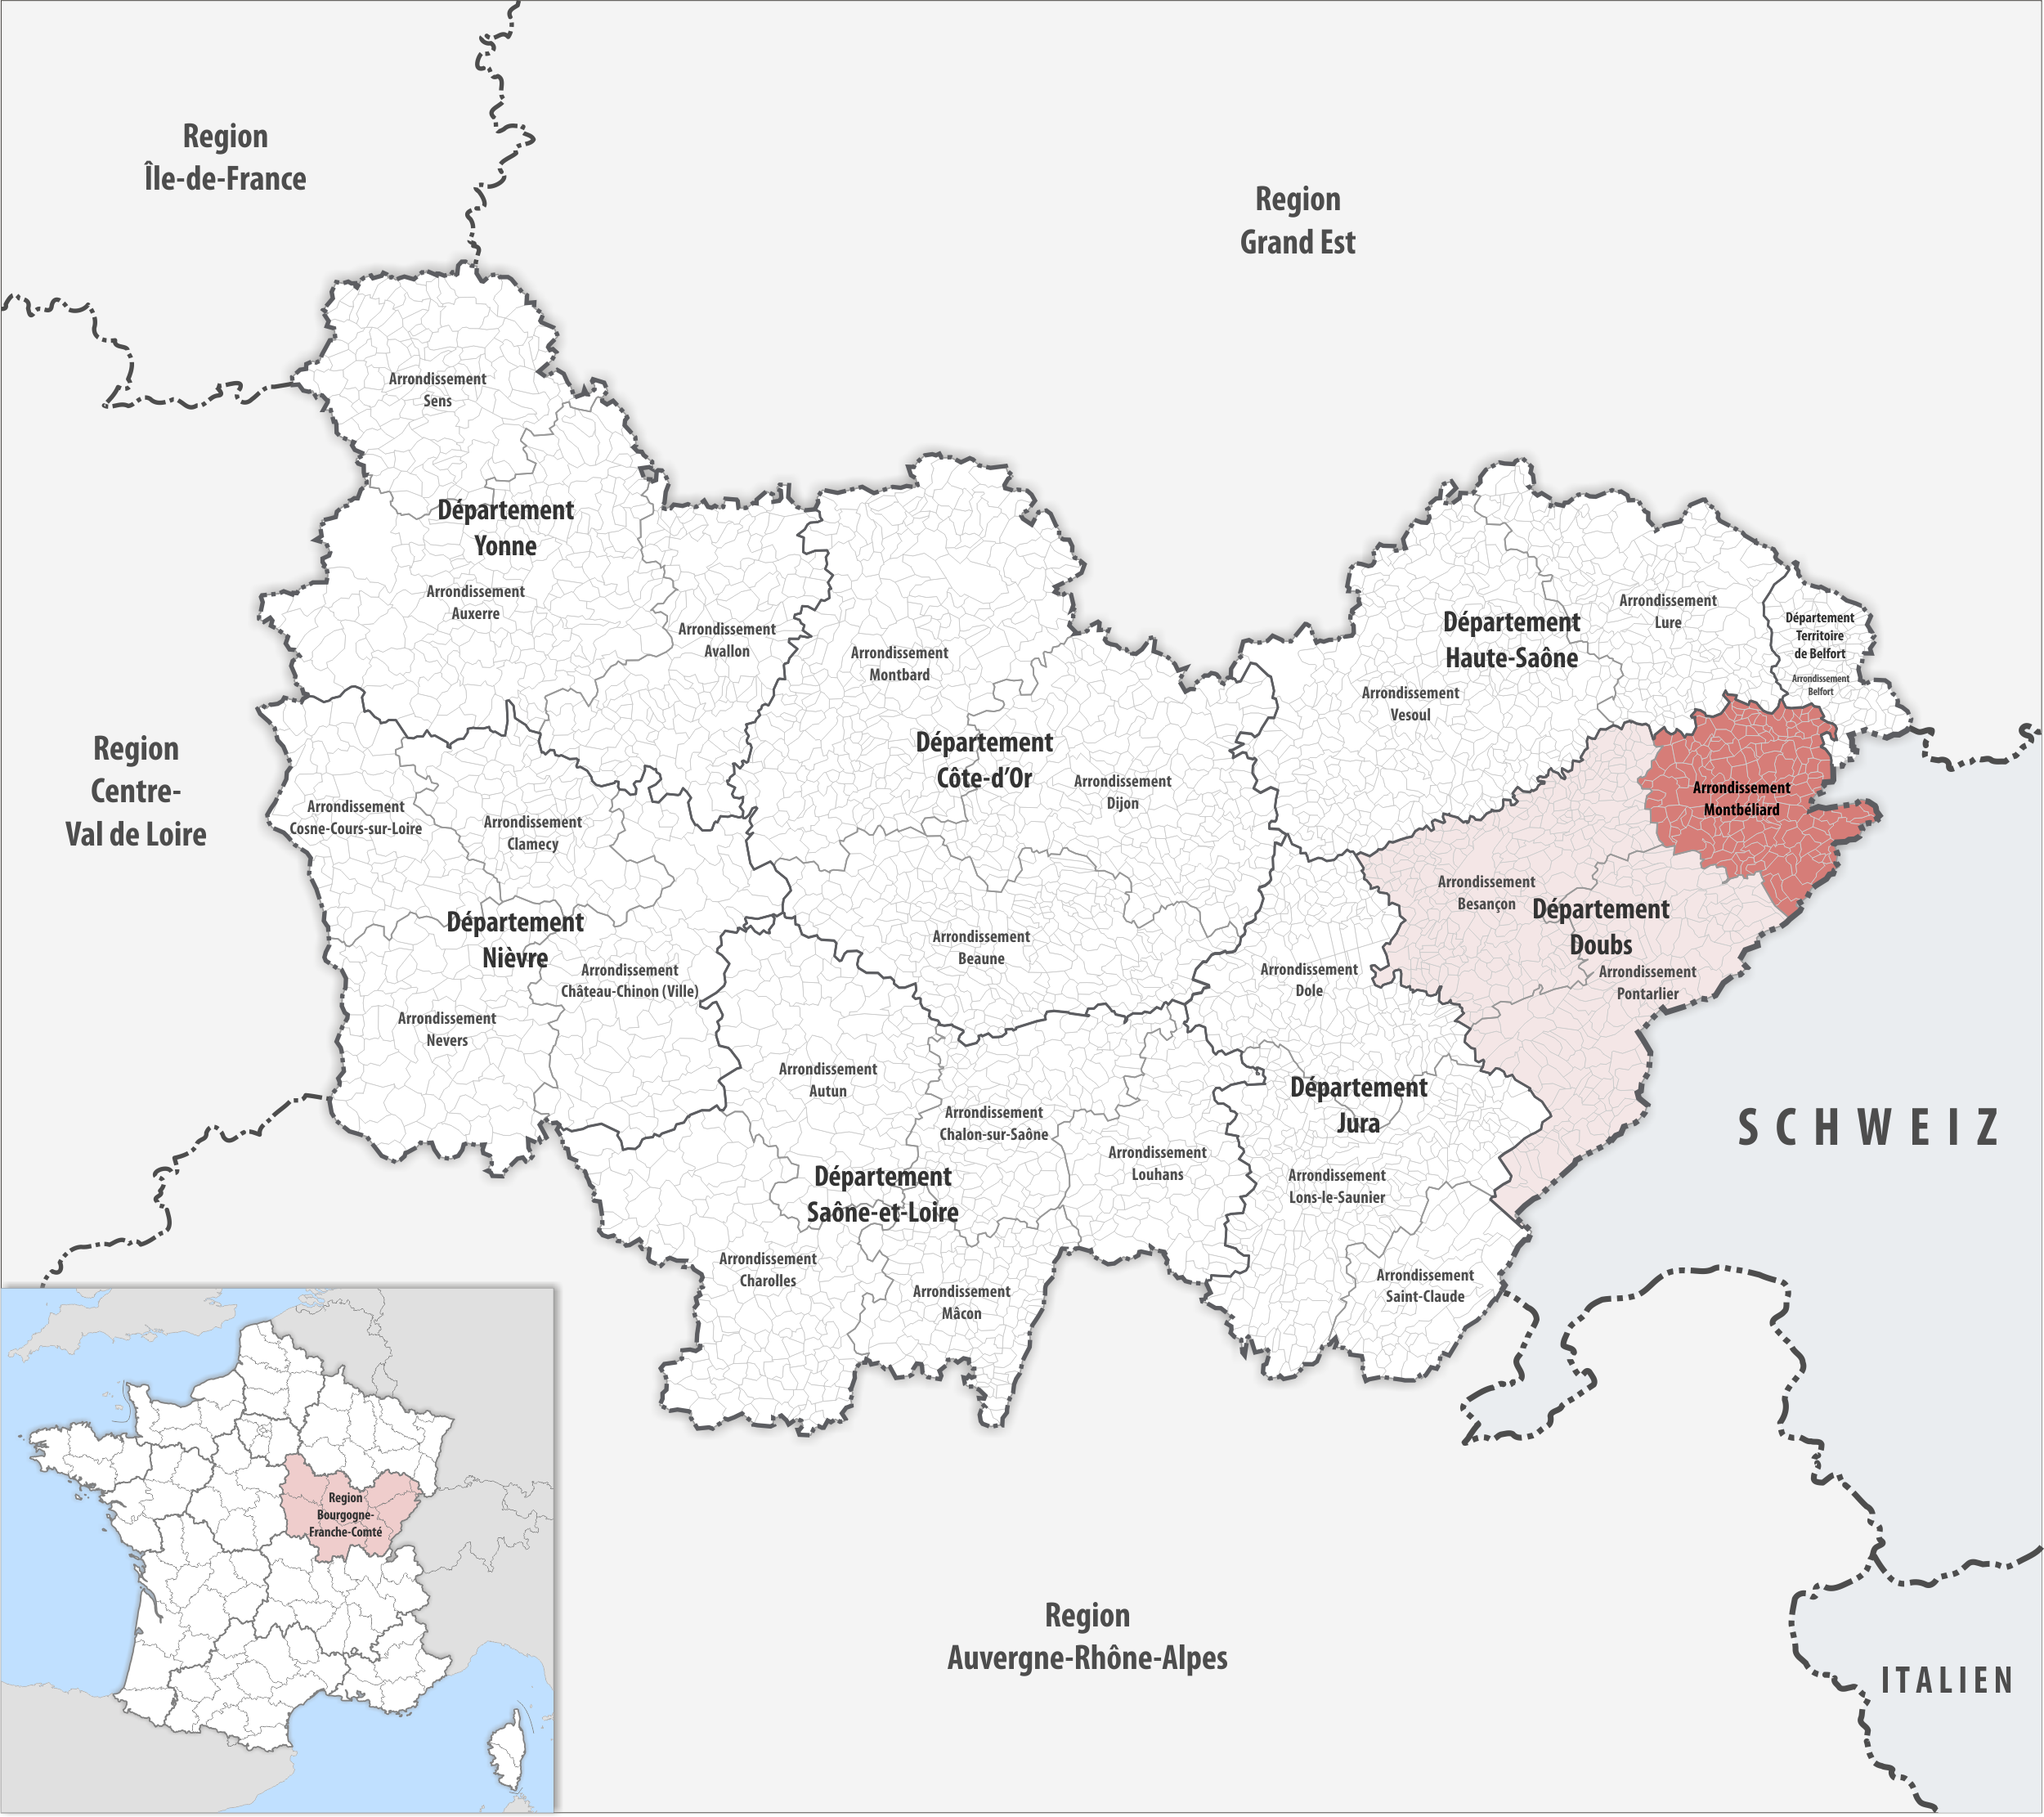 Region
Île-de-France
Region
Grand Est
Arrondissement
Sens
Département
Yonne
Arrondissement
Auxerre
Arrondissement
Avallon
Arrondissement
Montbard
Département
Côte-d'Or
Arrondissement
Dijon
Arrondissement
Beaune
Département
Haute-Saône
Arrondissement
Lure
Arrondissement
Vesoul
Département
Territoire
de Belfort
Arrondissement
Belfort
Arrondissement
Montbéliard
Region
Centre-
Val de Loire
Arrondissement
Cosne-Cours-sur-Loire
Arrondissement
Clamecy
Département
Nièvre
Arrondissement
Château-Chinon (Ville)
Arrondissement
Nevers
Arrondissement
Besançon
Département
Doubs
Arrondissement
Pontarlier
Arrondissement
Dole
Département
Jura
Arrondissement
Lons-le-Saunier
Arrondissement
Saint-Claude
Arrondissement
Autun
Arrondissement
Chalon-sur-Saône
Arrondissement
Louhans
Département
Saône-et-Loire
Arrondissement
Charolles
Arrondissement
Mâcon
SCHWEIZ
Region
Bourgogne-
Franche-Comté
Region
Auvergne-Rhône-Alpes
ITALIEN